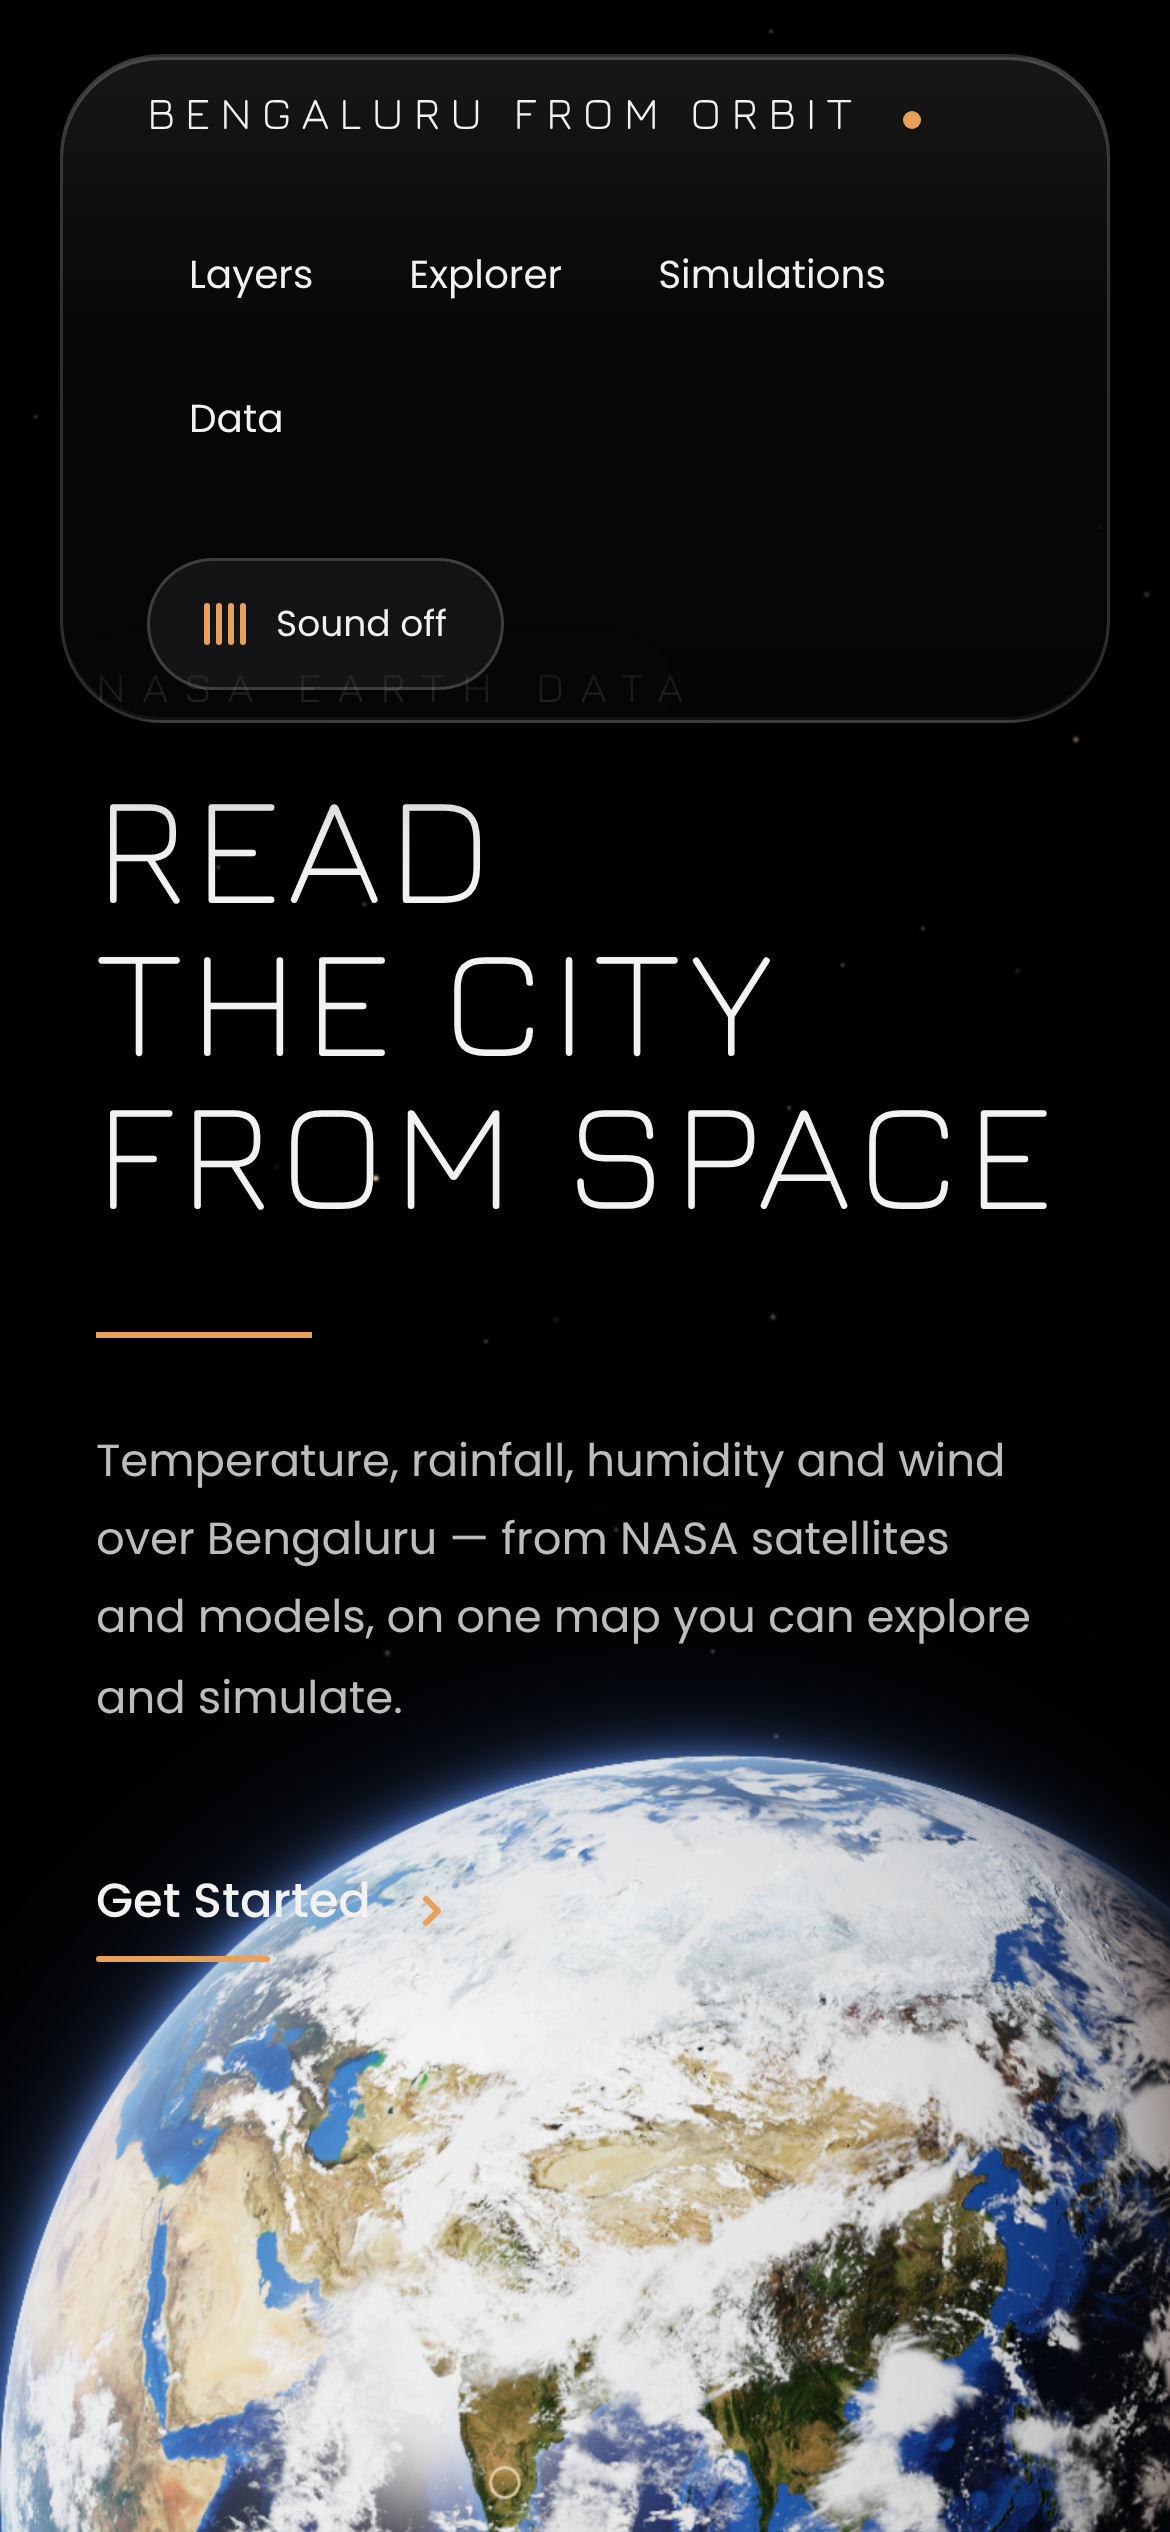 BENGALURU FROM ORBIT
Layers Explorer Simulations
Data
Sound off
NASA EARTH DATA
READ
THE CITY
FROM SPACE
Temperature, rainfall, humidity and wind
over Bengaluru — from NASA satellites
and models, on one map you can explore
and simulate.
Get Started